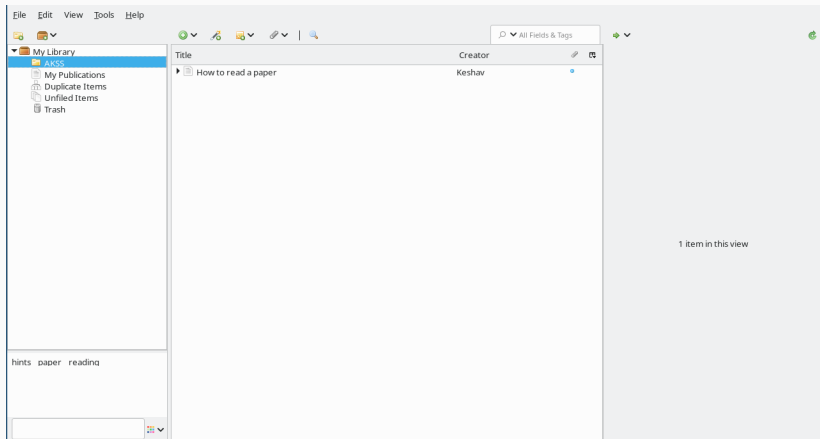 File Edit View Tools Help
All Fields & Tags
My Library
AKSS
My Publications
Duplicate Items
Unfiled Items
Trash
Title Creator
How to read a paper Keshav
1 item in this view
hints paper reading